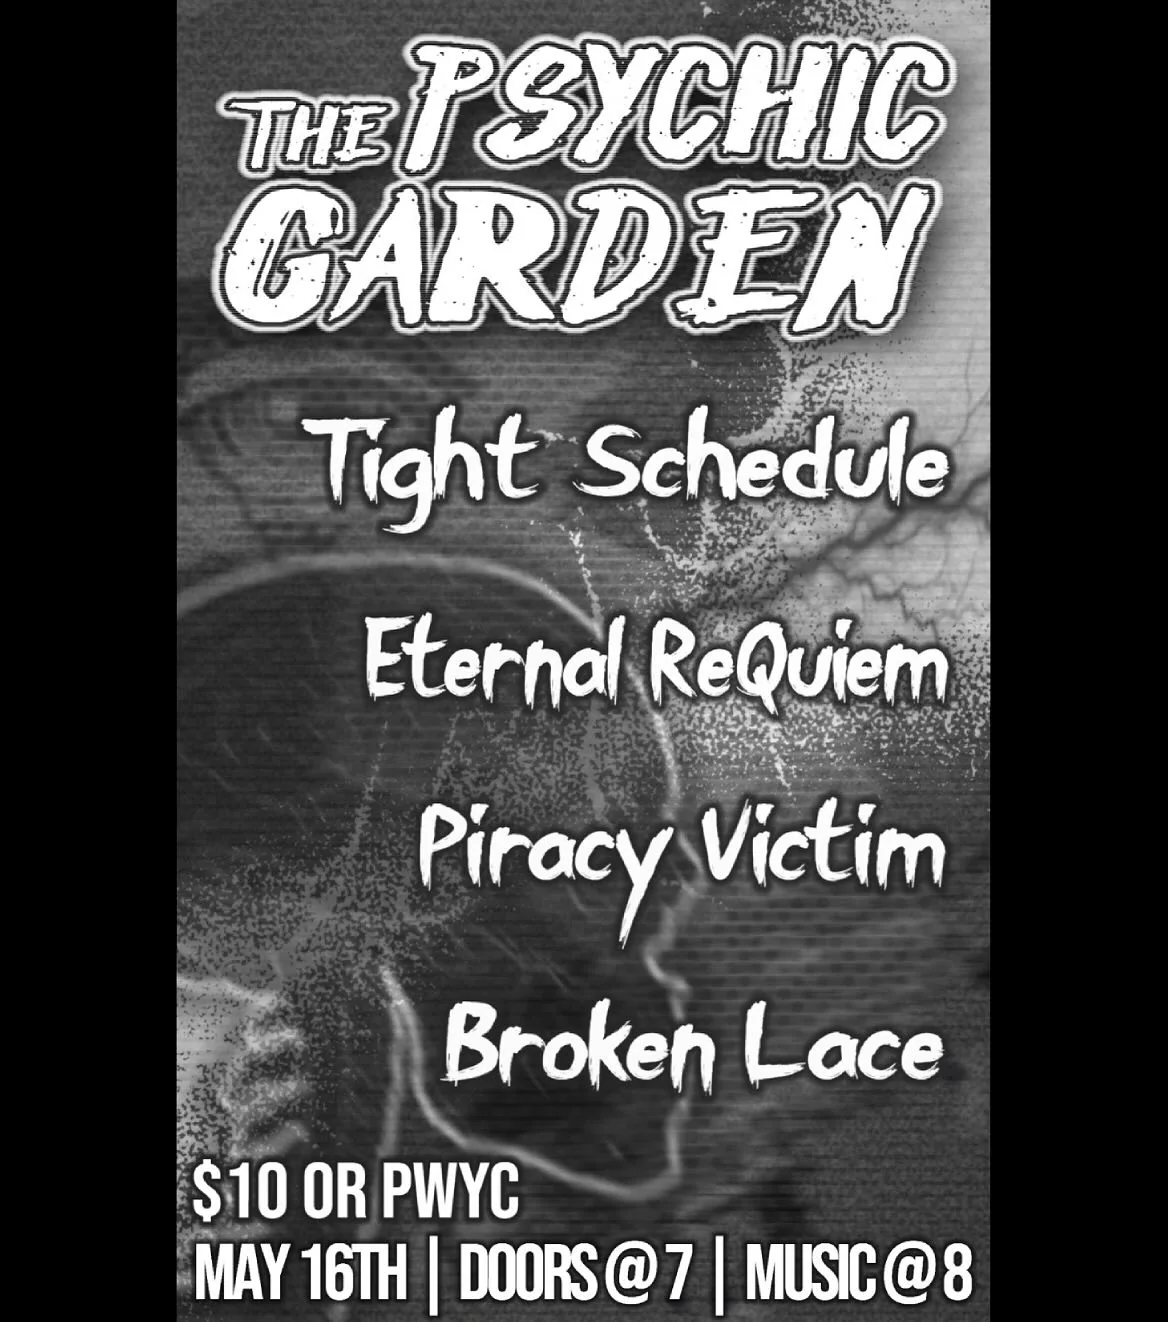 THE PSYCHIC
GARDEN
Tight Schedule
Eternal ReQuiem
Piracy Victim
Broken Lace
$10 OR PWYC
MAY 16TH | DOORS @ 7 | MUSIC @ 8